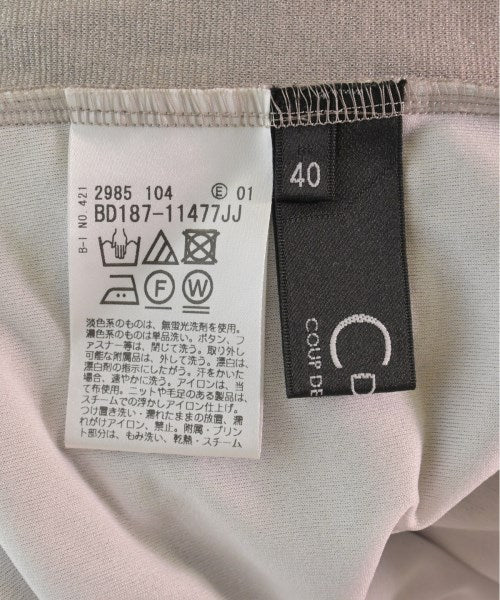 B-I NO.421
2985 104 Ⓔ 01
BD187-11477JJ
F
W
淡色系のものは、無蛍光洗剤を使用。
濃色系のものは単品洗い。ボタン、フ
ァスナー等は、閉じて洗う。取り外し
可能な附属品は、外して洗う。漂白は、
漂白剤の指示にしたがう。汗をかいた
場合、速やかに洗う。アイロンは、当
て布使用。ニットや毛足のある製品は、
スチームでの浮かしアイロン仕上げ。
つけ置き洗い・濡れたままの放置、濡
れがけアイロン、禁止。附属・プリン
ト部分は、もみ洗い、乾熱・スチーム
40
C D
COUP DE